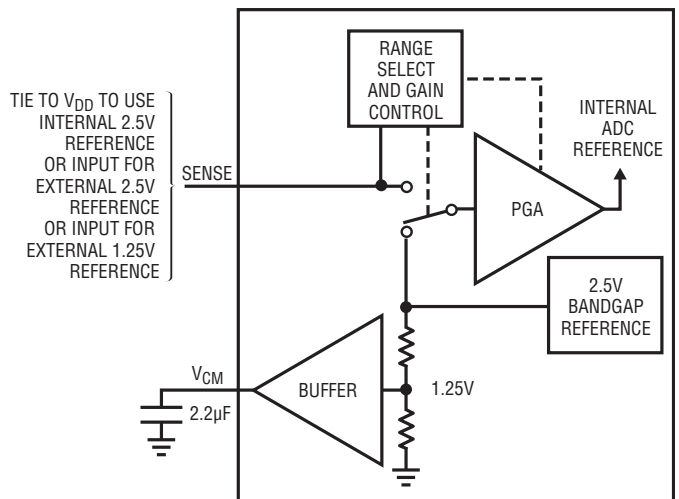 RANGE
SELECT
AND GAIN
CONTROL
TIE TO VDD TO USE
INTERNAL 2.5V
REFERENCE
OR INPUT FOR
EXTERNAL 2.5V
REFERENCE
OR INPUT FOR
EXTERNAL 1.25V
REFERENCE
SENSE
INTERNAL
ADC
REFERENCE
PGA
2.5V
BANDGAP
REFERENCE
VCM
BUFFER
1.25V
2.2µF